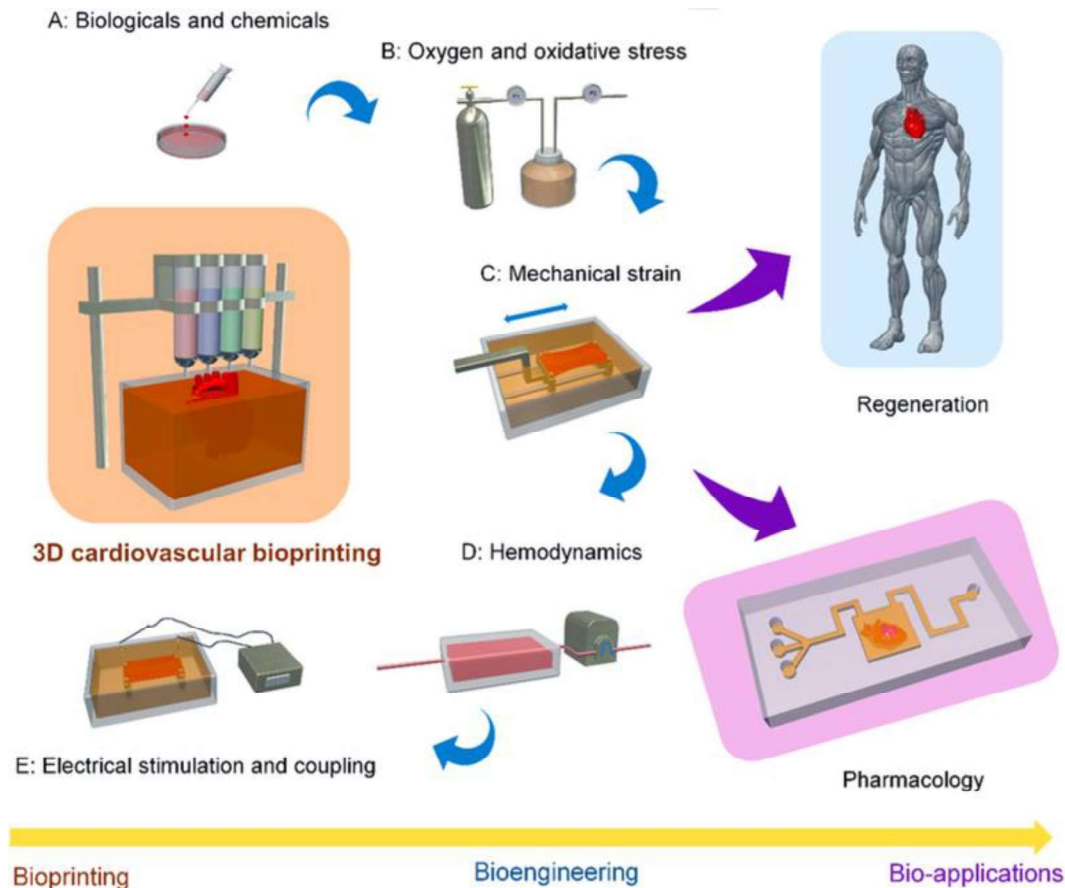 A: Biologicals and chemicals
B: Oxygen and oxidative stress
C: Mechanical strain
Regeneration
3D cardiovascular bioprinting
D: Hemodynamics
E: Electrical stimulation and coupling
Pharmacology
Bioprinting
Bioengineering
Bio-applications